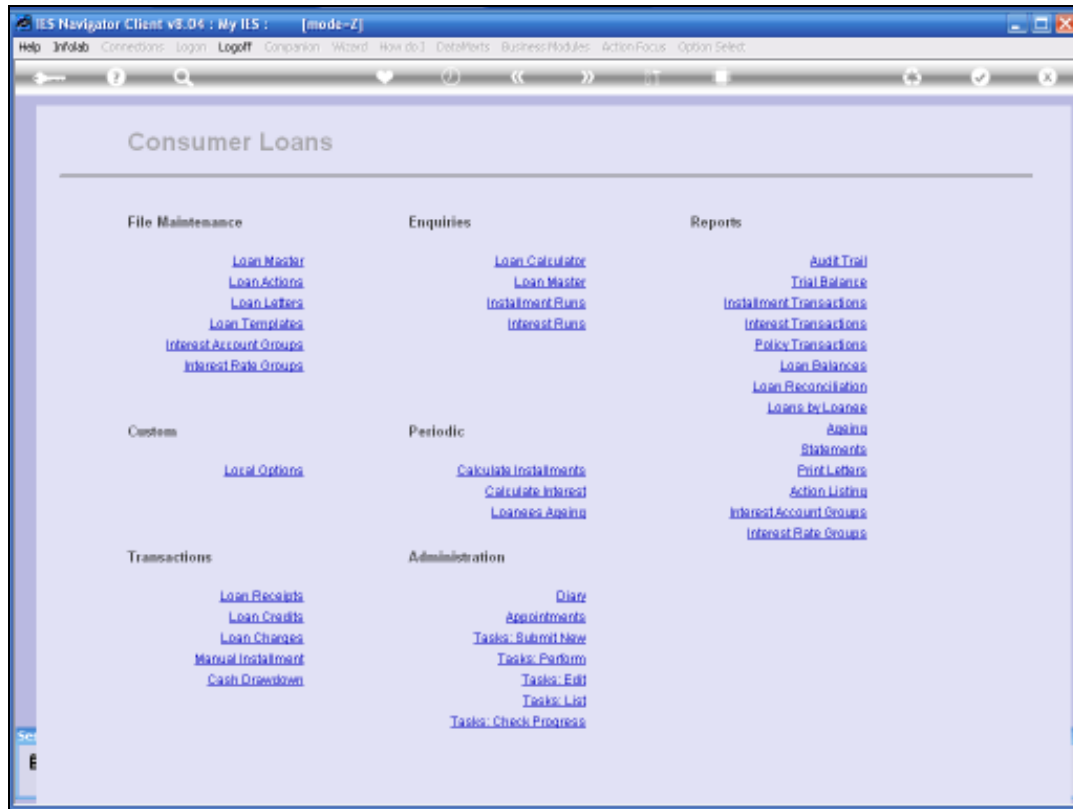 IES Navigator Client v8.04 : My IES : [mode=Z]
Help Infolab Connections Logon Logoff Companion Wizard How do I DataMarts Business Modules Action Focus Option Select
Consumer Loans
File Maintenance
Loan Master
Loan Actions
Loan Letters
Loan Templates
Interest Account Groups
Interest Rate Groups
Custom
Local Options
Transactions
Loan Receipts
Loan Credits
Loan Charges
Manual Installment
Cash Drawdown
Enquiries
Loan Calculator
Loan Master
Installment Runs
Interest Runs
Periodic
Calculate Installments
Calculate Interest
Loanees Ageing
Administration
Diary
Appointments
Tasks: Submit New
Tasks: Perform
Tasks: Edit
Tasks: List
Tasks: Check Progress
Reports
Audit Trail
Trial Balance
Installment Transactions
Interest Transactions
Policy Transactions
Loan Balances
Loan Reconciliation
Loans by Loanee
Ageing
Statements
Print Letters
Action Listing
Interest Account Groups
Interest Rate Groups